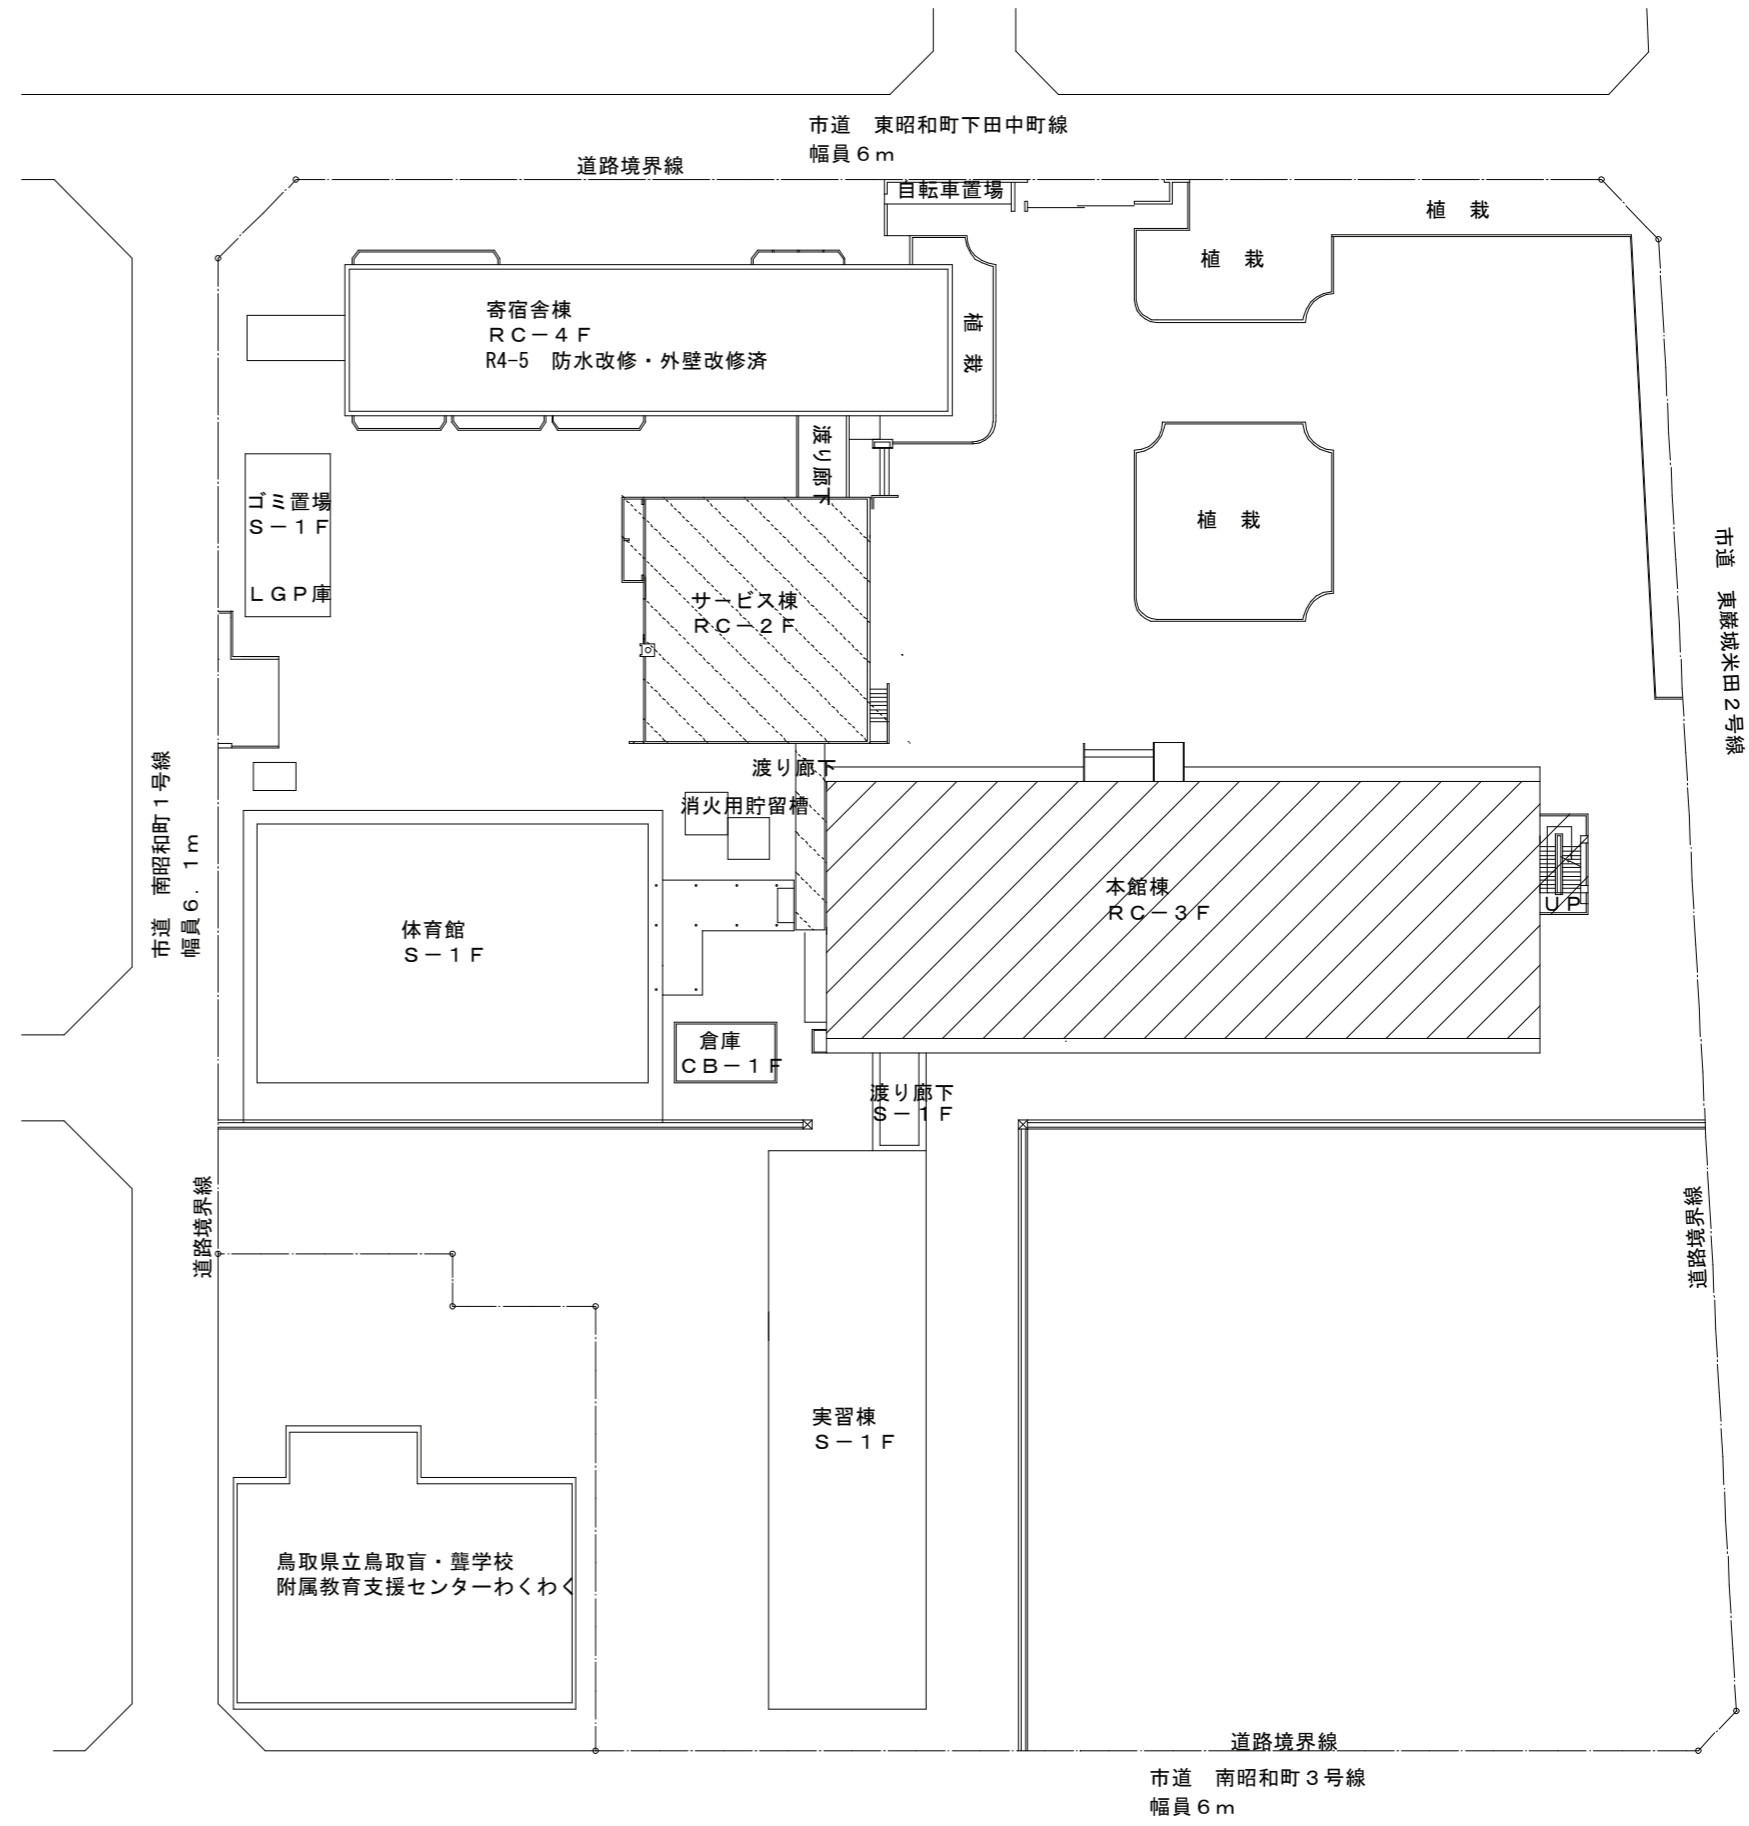 市道　東昭和町下田中町線
幅員６ｍ
道路境界線
自転車置場
植　栽
植　栽
寄宿舎棟
ＲＣ－４Ｆ
R4-5　防水改修・外壁改修済
植　栽
渡り廊下
ゴミ置場
Ｓ－１Ｆ
ＬＧＰ庫
植　栽
サービス棟
ＲＣ－２Ｆ
市道　東巌城米田２号線
渡り廊下
消火用貯留槽
市道　南昭和町１号線
幅員６．１ｍ
本館棟
ＲＣ－３Ｆ
ＵＰ
体育館
Ｓ－１Ｆ
倉庫
ＣＢ－１Ｆ
渡り廊下
Ｓ－１Ｆ
道路境界線
道路境界線
実習棟
Ｓ－１Ｆ
鳥取県立鳥取盲・聾学校
附属教育支援センターわくわく
道路境界線
市道　南昭和町３号線
幅員６ｍ